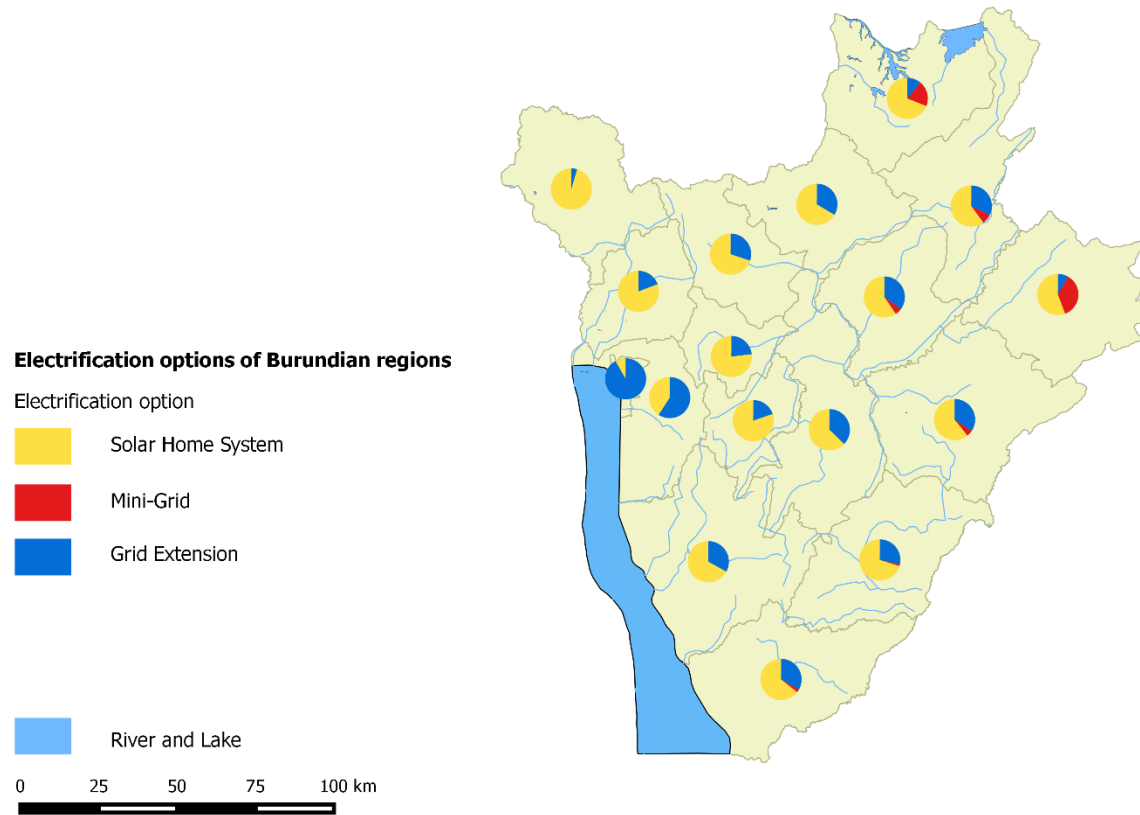 Electrification options of Burundian regions
Electrification option
Solar Home System
Mini-Grid
Grid Extension
River and Lake
0 25 50 75 100 km